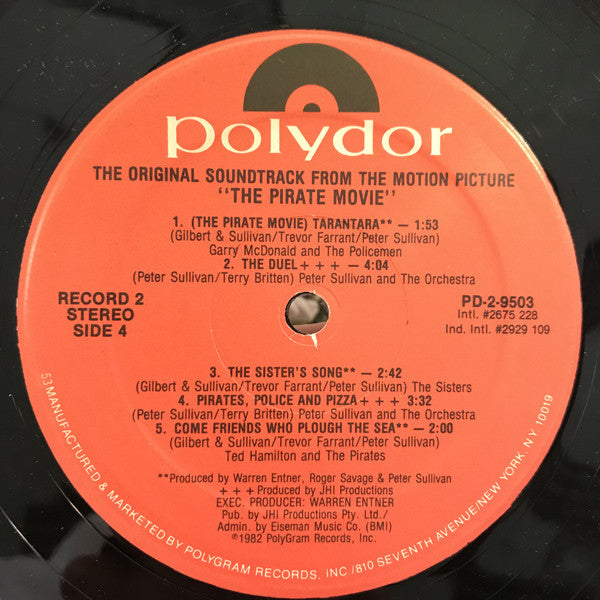 polydor
THE ORIGINAL SOUNDTRACK FROM THE MOTION PICTURE
"THE PIRATE MOVIE"
1. (THE PIRATE MOVIE) TARANTARA** — 1:53
(Gilbert & Sullivan/Trevor Farrant/Peter Sullivan)
Garry McDonald and The Policemen
2. THE DUEL+ + + — 4:04
(Peter Sullivan/Terry Britten) Peter Sullivan and The Orchestra
RECORD 2
STEREO
SIDE 4
PD-2-9503
Intl. #2675 228
Ind. Intl. #2929 109
3. THE SISTER'S SONG** — 2:42
(Gilbert & Sullivan/Trevor Farrant/Peter Sullivan) The Sisters
4. PIRATES, POLICE AND PIZZA+ + + 3:32
(Peter Sullivan/Terry Britten) Peter Sullivan and The Orchestra
5. COME FRIENDS WHO PLOUGH THE SEA** — 2:00
(Gilbert & Sullivan/Trevor Farrant/Peter Sullivan)
Ted Hamilton and The Pirates
**Produced by Warren Entner, Roger Savage & Peter Sullivan
+ + +Produced by JHI Productions
EXEC. PRODUCER: WARREN ENTNER
Pub. by JHI Productions Pty. Ltd./
Admin. by Eiseman Music Co. (BMI)
℗1982 PolyGram Records, Inc.
53 MANUFACTURED & MARKETED BY POLYGRAM RECORDS, INC./810 SEVENTH AVENUE/NEW YORK, NY 10019